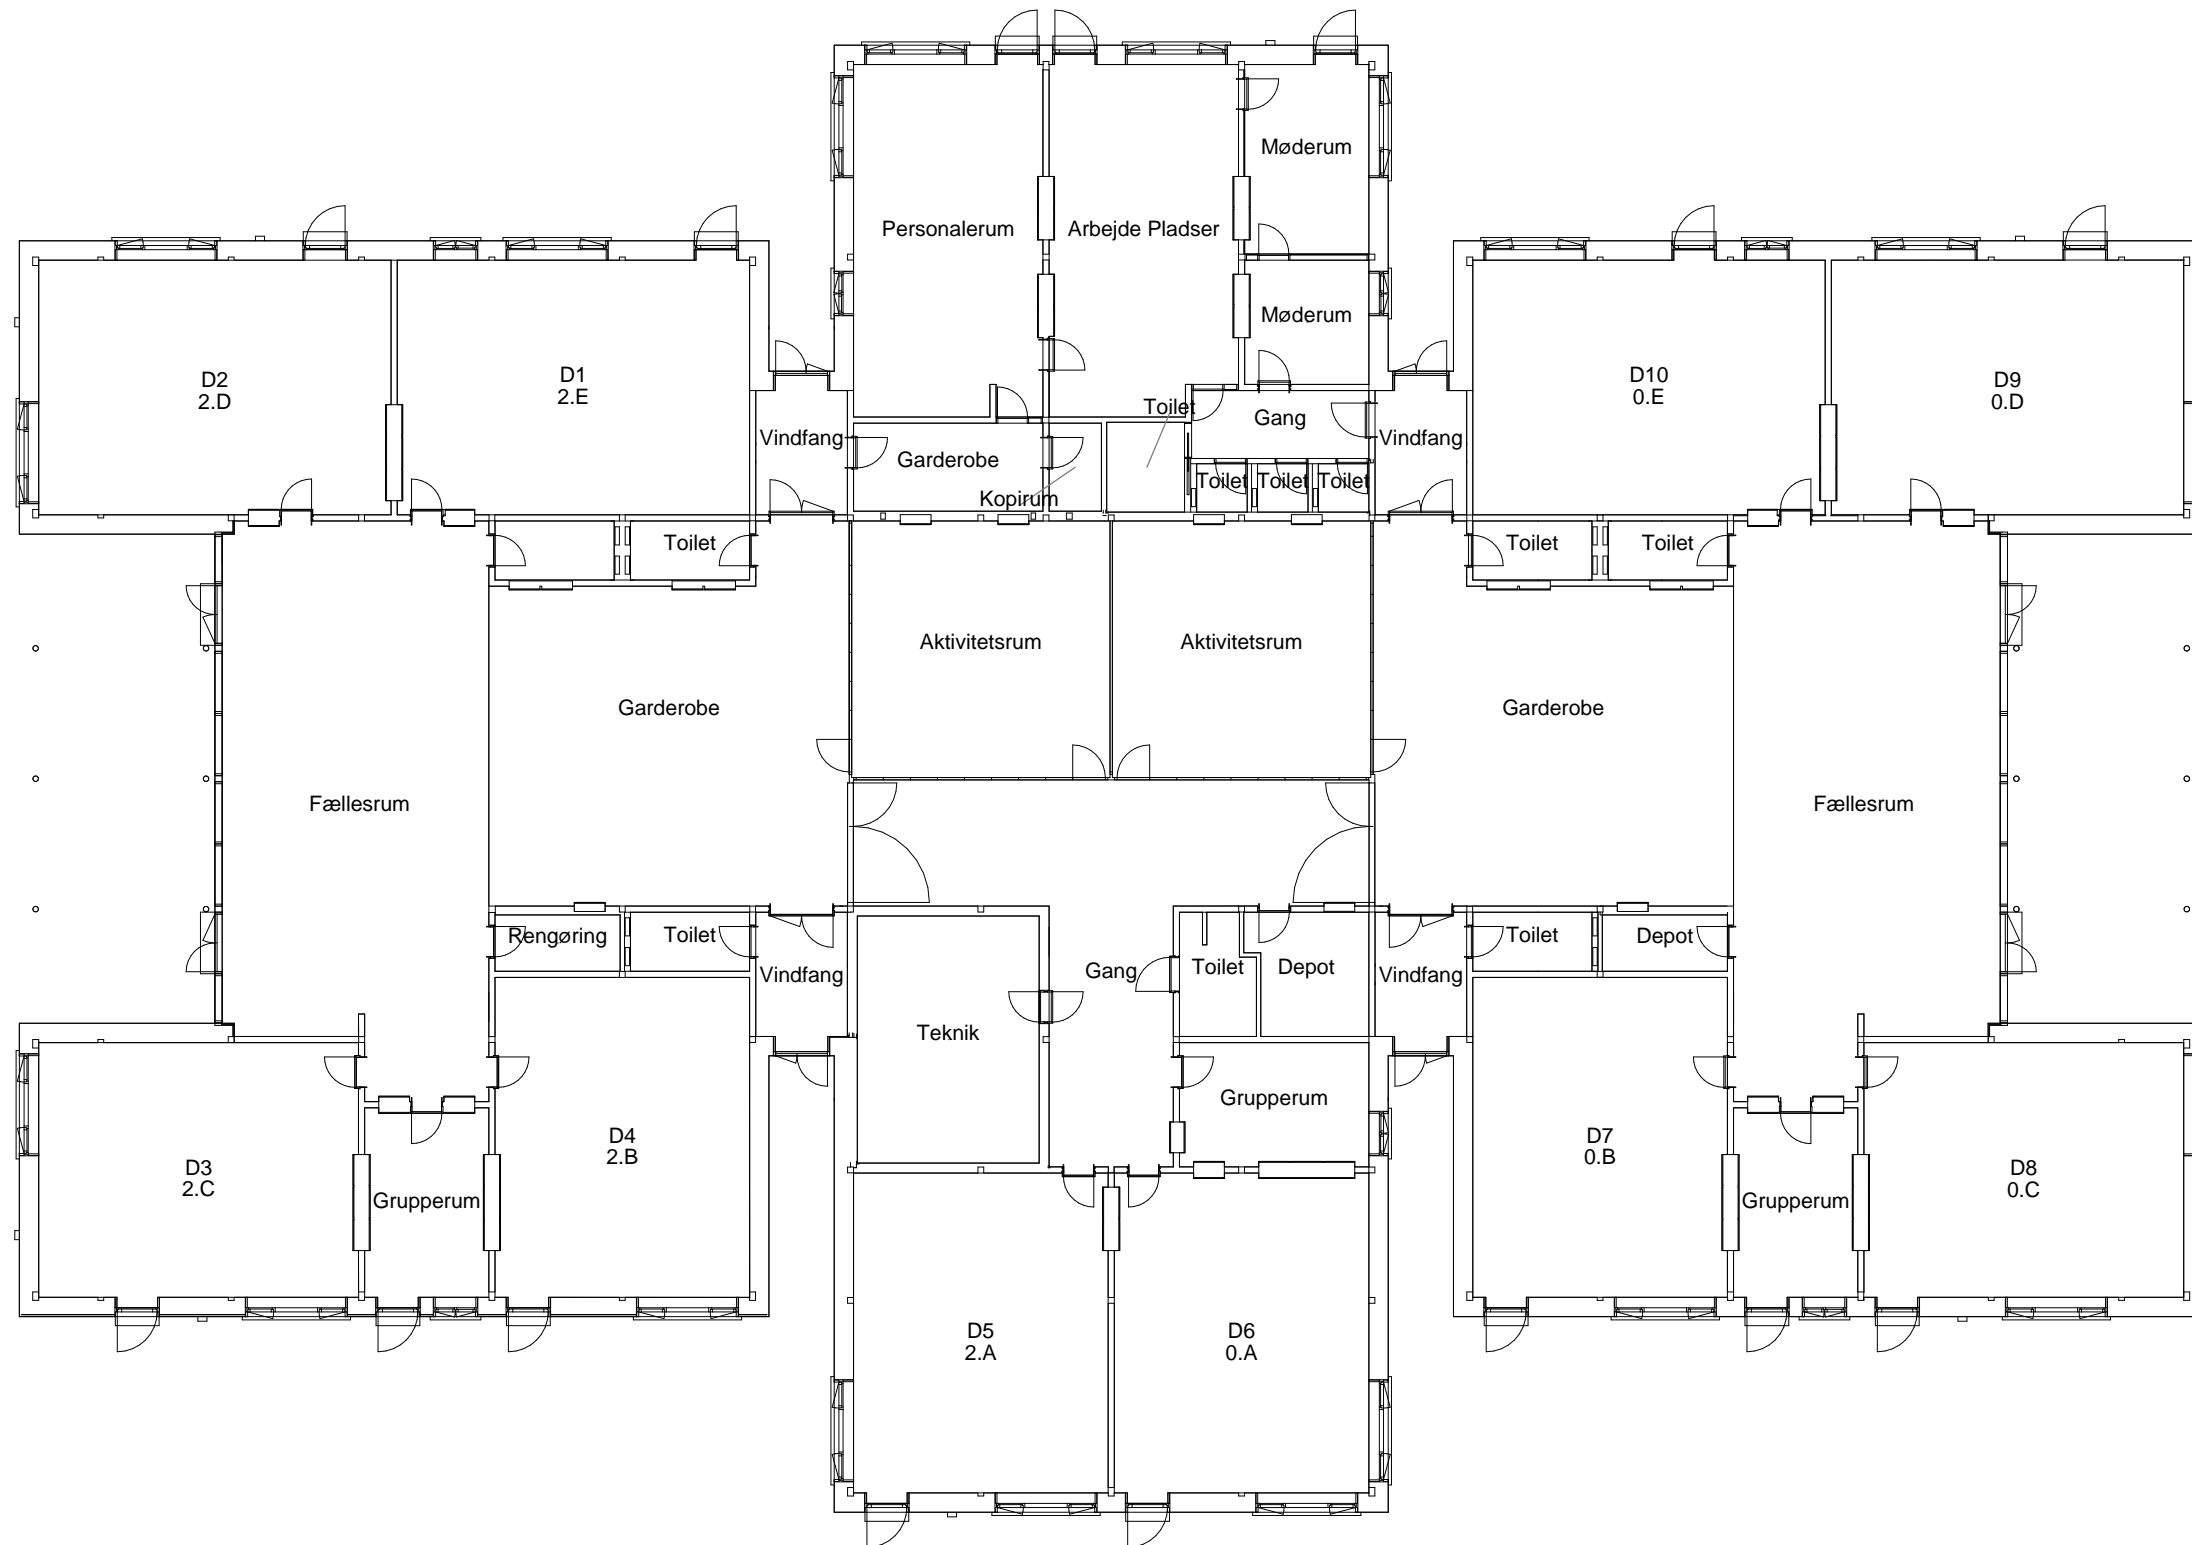 Møderum
Personalerum
Arbejde Pladser
Møderum
D2
2.D
D1
2.E
D10
0.E
D9
0.D
Toilet
Gang
Vindfang
Vindfang
Garderobe
Kopirum
Toilet
Toilet
Toilet
Toilet
Toilet
Toilet
Aktivitetsrum
Aktivitetsrum
Garderobe
Garderobe
Fællesrum
Fællesrum
Rengøring
Toilet
Toilet
Depot
Vindfang
Gang
Toilet
Depot
Vindfang
Teknik
Grupperum
D3
2.C
Grupperum
D4
2.B
D7
0.B
Grupperum
D8
0.C
D5
2.A
D6
0.A